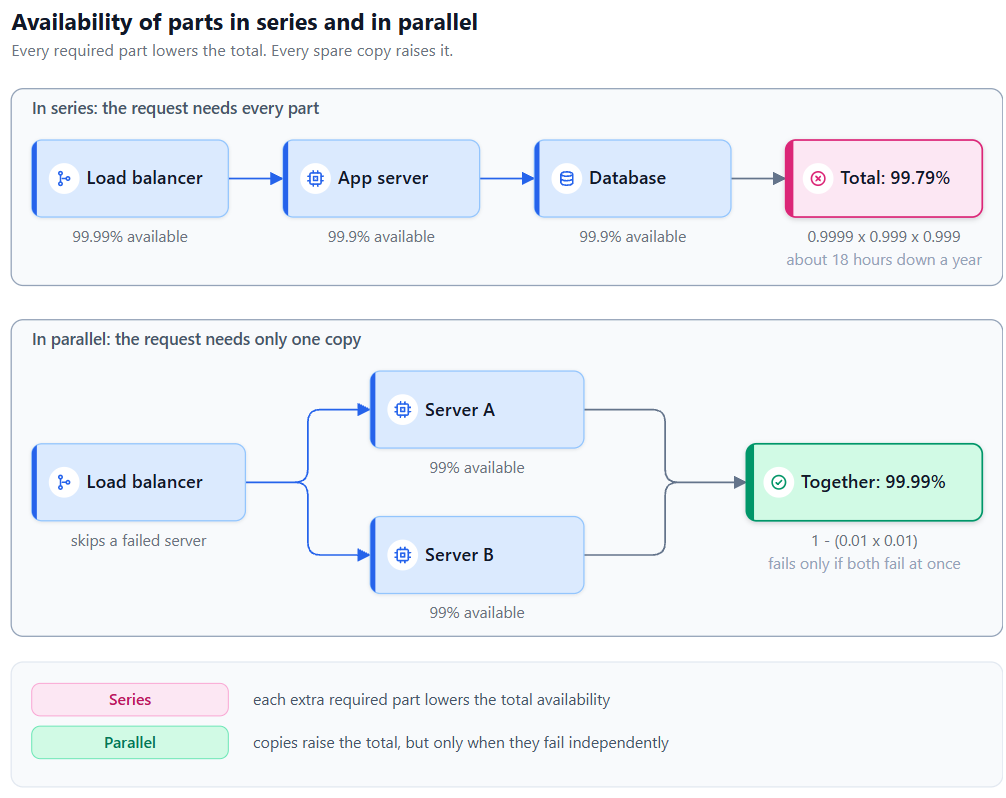 Availability of parts in series and in parallel
Every required part lowers the total. Every spare copy raises it.
In series: the request needs every part
Load balancer
App server
Database
Total: 99.79%
99.99% available
99.9% available
99.9% available
0.9999 x 0.999 x 0.999
about 18 hours down a year
In parallel: the request needs only one copy
Server A
99% available
Load balancer
Together: 99.99%
skips a failed server
1 - (0.01 x 0.01)
fails only if both fail at once
Server B
99% available
Series
each extra required part lowers the total availability
Parallel
copies raise the total, but only when they fail independently